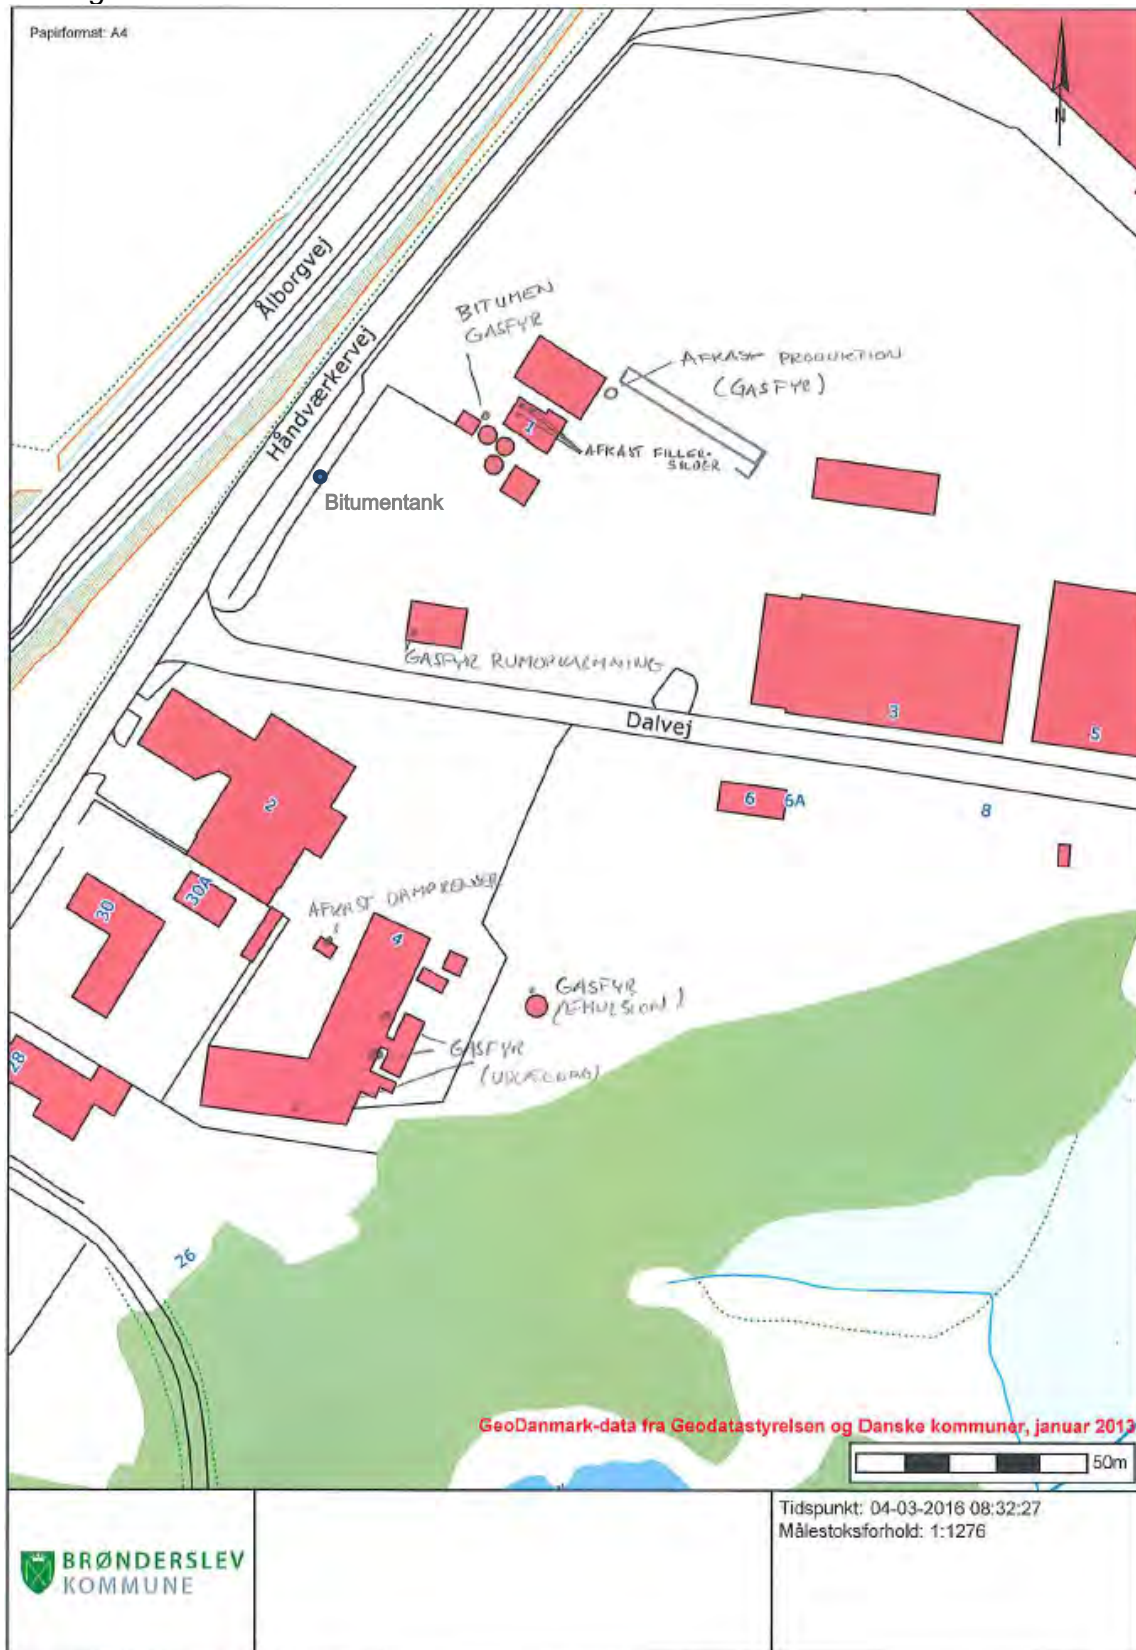 Papirformat: A4
N
Ålborgvej
Håndværkervej
BITUMEN
GASFYR
AFKAST PRODUKTION
(GASFYR)
1
AFKAST FILLER-
SILOER
Bitumentank
GASFYR RUMOPVARMNING
Dalvej
3
5
2
6
6A
8
30A
30
AFKAST DAMPRENSER
4
GASFYR
(EMULSION)
GASFYR
28
26
GeoDanmark-data fra Geodatastyrelsen og Danske kommuner, januar 2013
50m
Tidspunkt: 04-03-2016 08:32:27
Målestoksforhold: 1:1276
BRØNDERSLEV
KOMMUNE